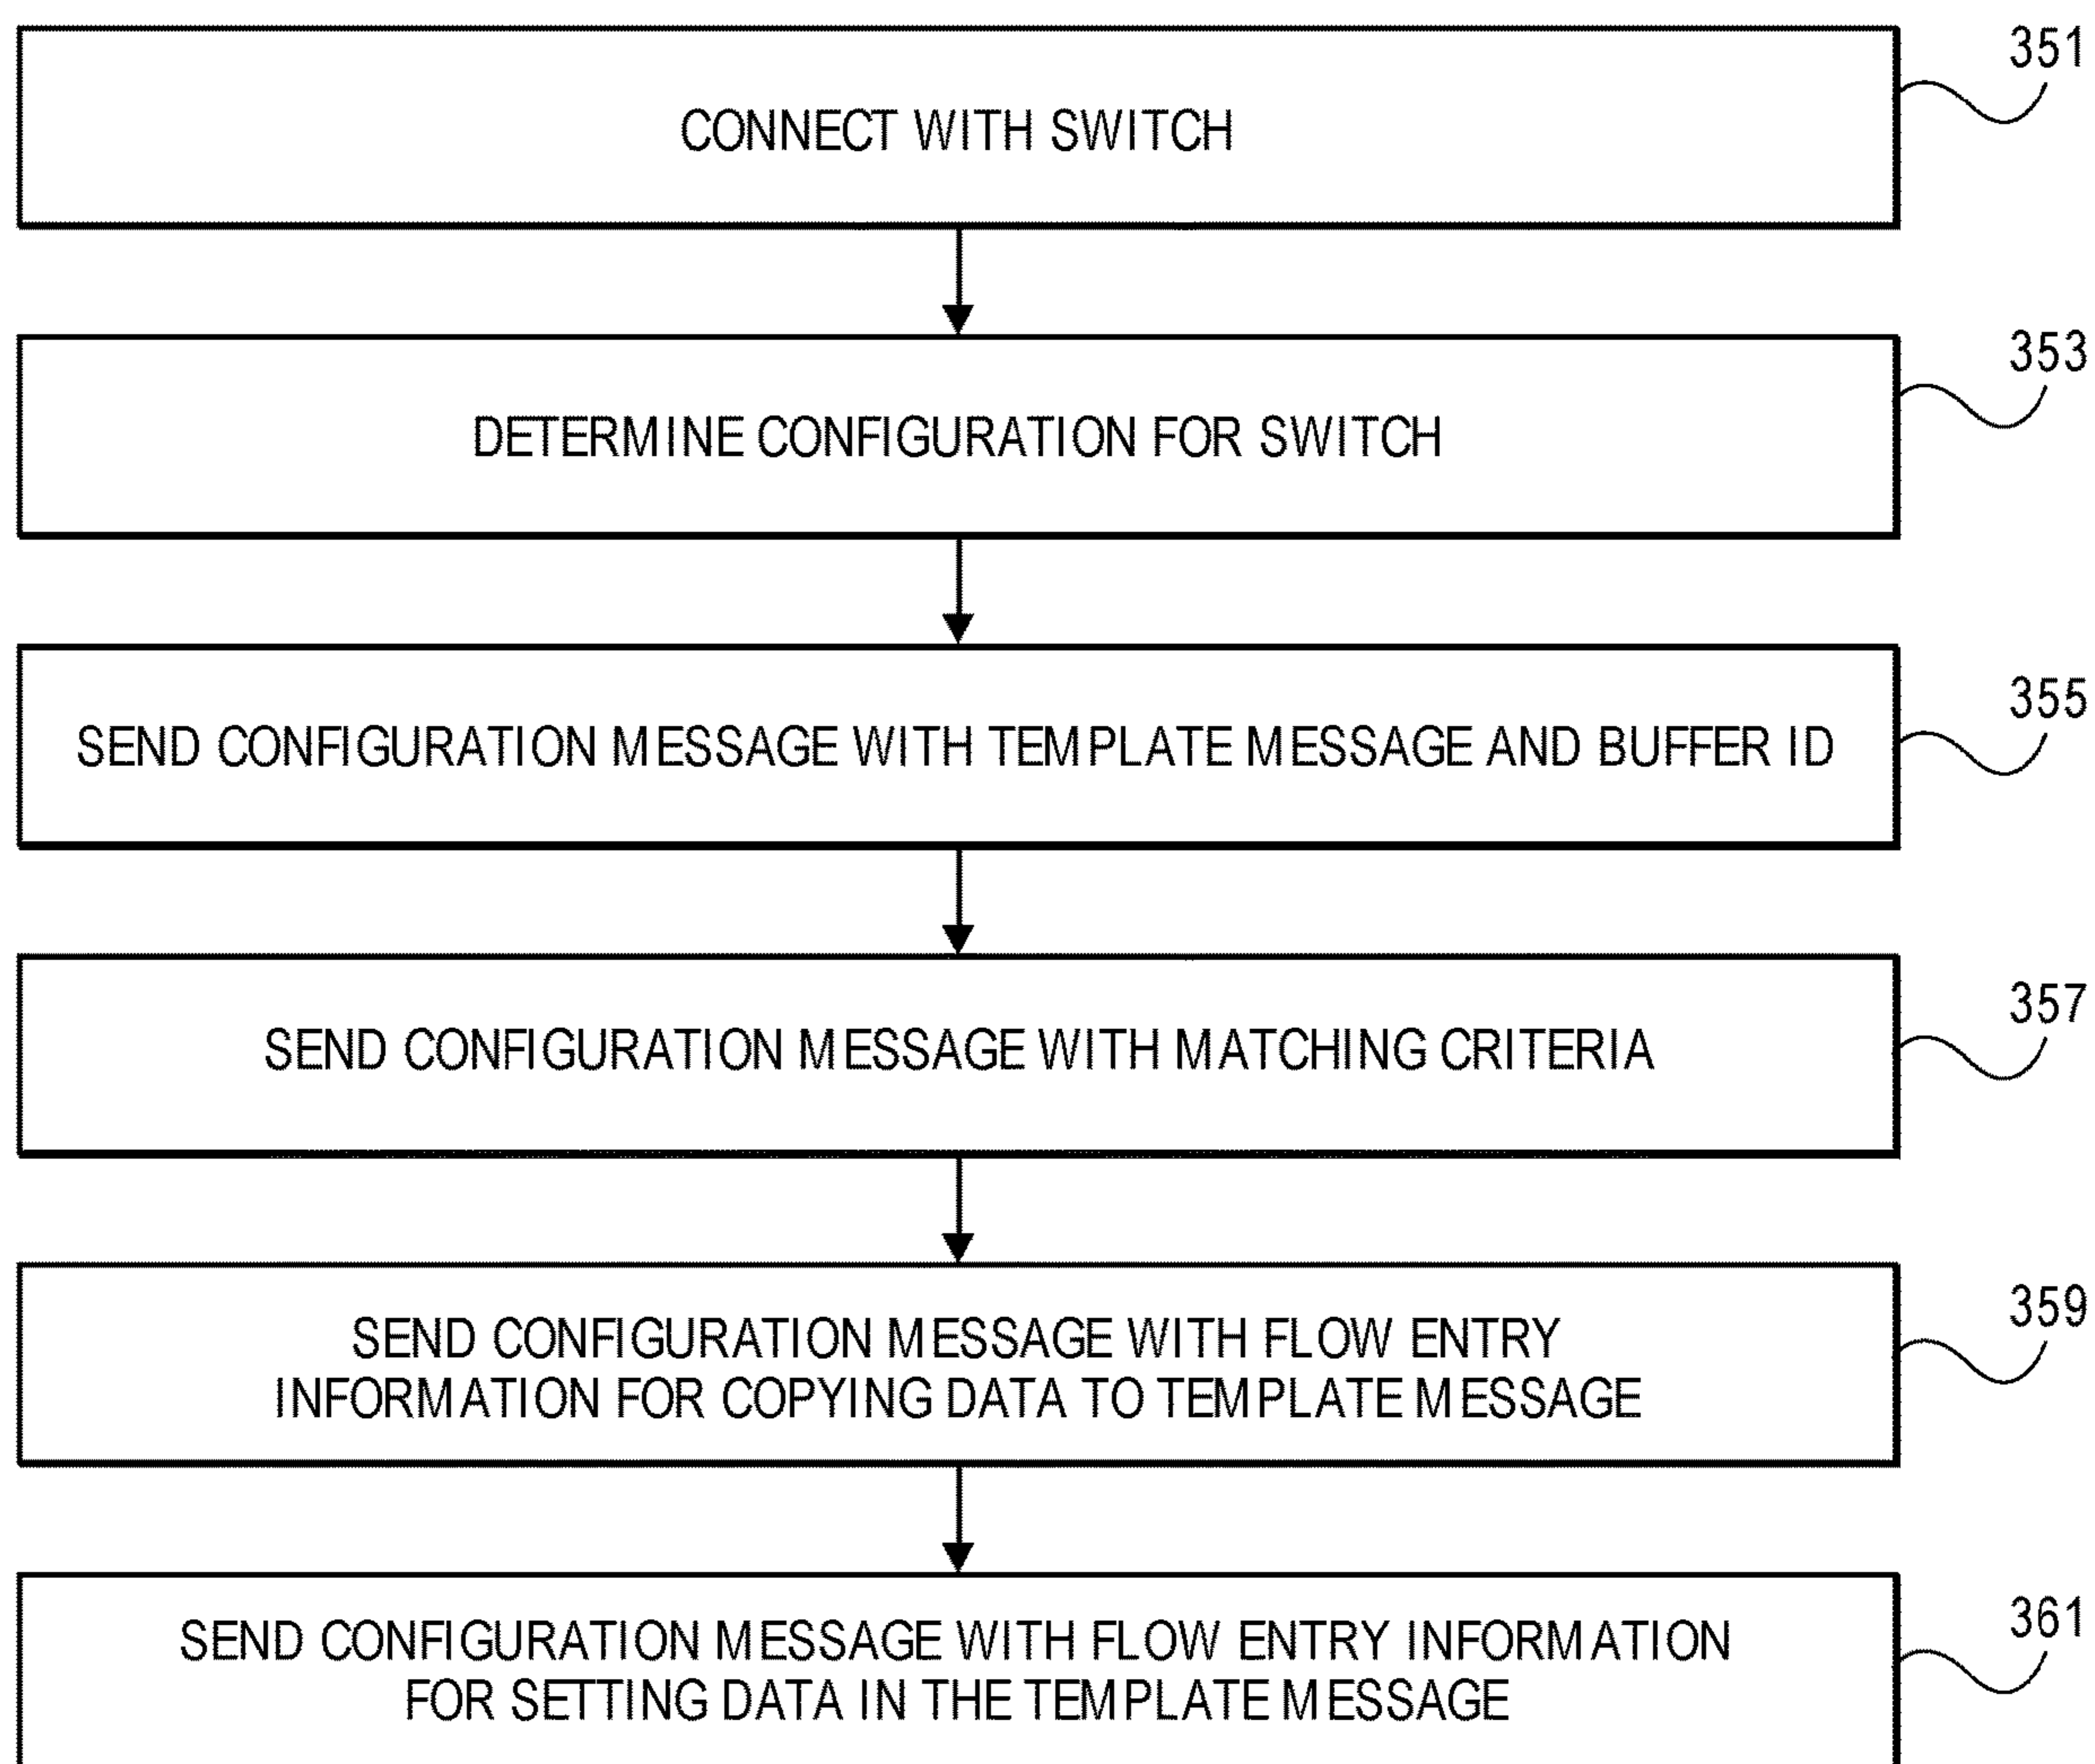 351
CONNECT WITH SWITCH
353
DETERMINE CONFIGURATION FOR SWITCH
355
SEND CONFIGURATION MESSAGE WITH TEMPLATE MESSAGE AND BUFFER ID
357
SEND CONFIGURATION MESSAGE WITH MATCHING CRITERIA
359
SEND CONFIGURATION MESSAGE WITH FLOW ENTRY
INFORMATION FOR COPYING DATA TO TEMPLATE MESSAGE
361
SEND CONFIGURATION MESSAGE WITH FLOW ENTRY INFORMATION
FOR SETTING DATA IN THE TEMPLATE MESSAGE